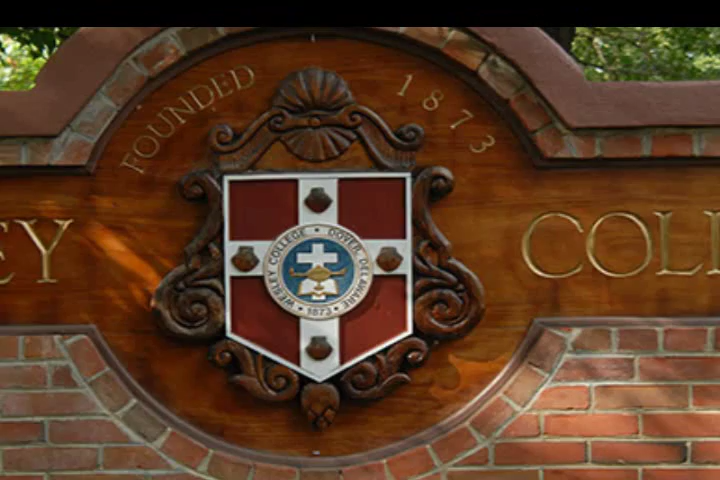 FOUNDED 1873
EY COLL
WESLEY COLLEGE • DOVER, DELAWARE
• 1873 •